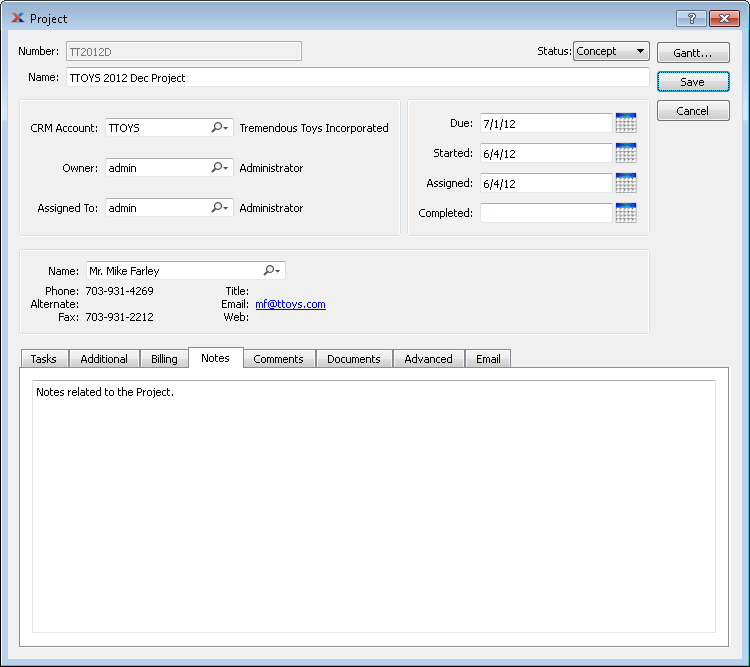 Project
?
Number: TT2012D
Status: Concept
Gantt...
Name: TTOYS 2012 Dec Project
Save
Cancel
CRM Account: TTOYS Tremendous Toys Incorporated
Owner: admin Administrator
Assigned To: admin Administrator
Due: 7/1/12
Started: 6/4/12
Assigned: 6/4/12
Completed:
Name: Mr. Mike Farley
Phone: 703-931-4269 Title:
Alternate: Email: mf@ttoys.com
Fax: 703-931-2212 Web:
Tasks Additional Billing Notes Comments Documents Advanced Email
Notes related to the Project.